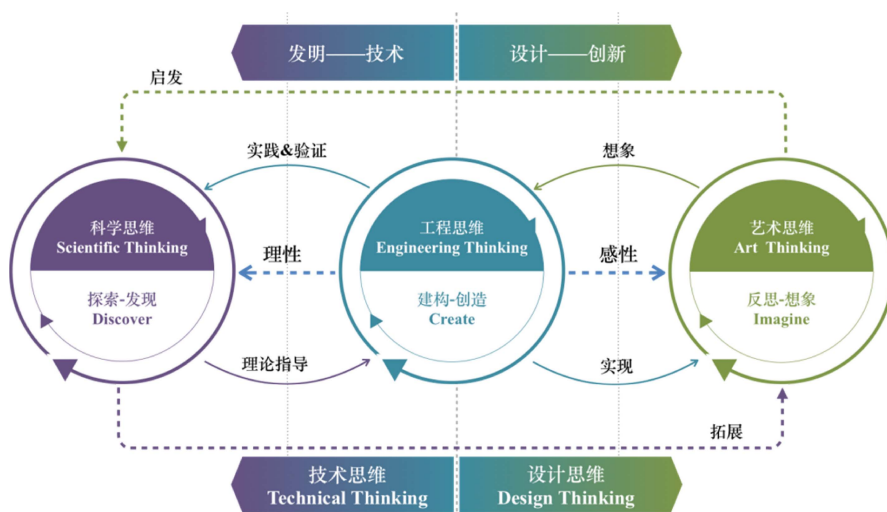 发明——技术
设计——创新
启发
实践&验证
想象
科学思维
Scientific Thinking
工程思维
Engineering Thinking
艺术思维
Art Thinking
理性
感性
探索-发现
Discover
建构-创造
Create
反思-想象
Imagine
理论指导
实现
拓展
技术思维
Technical Thinking
设计思维
Design Thinking